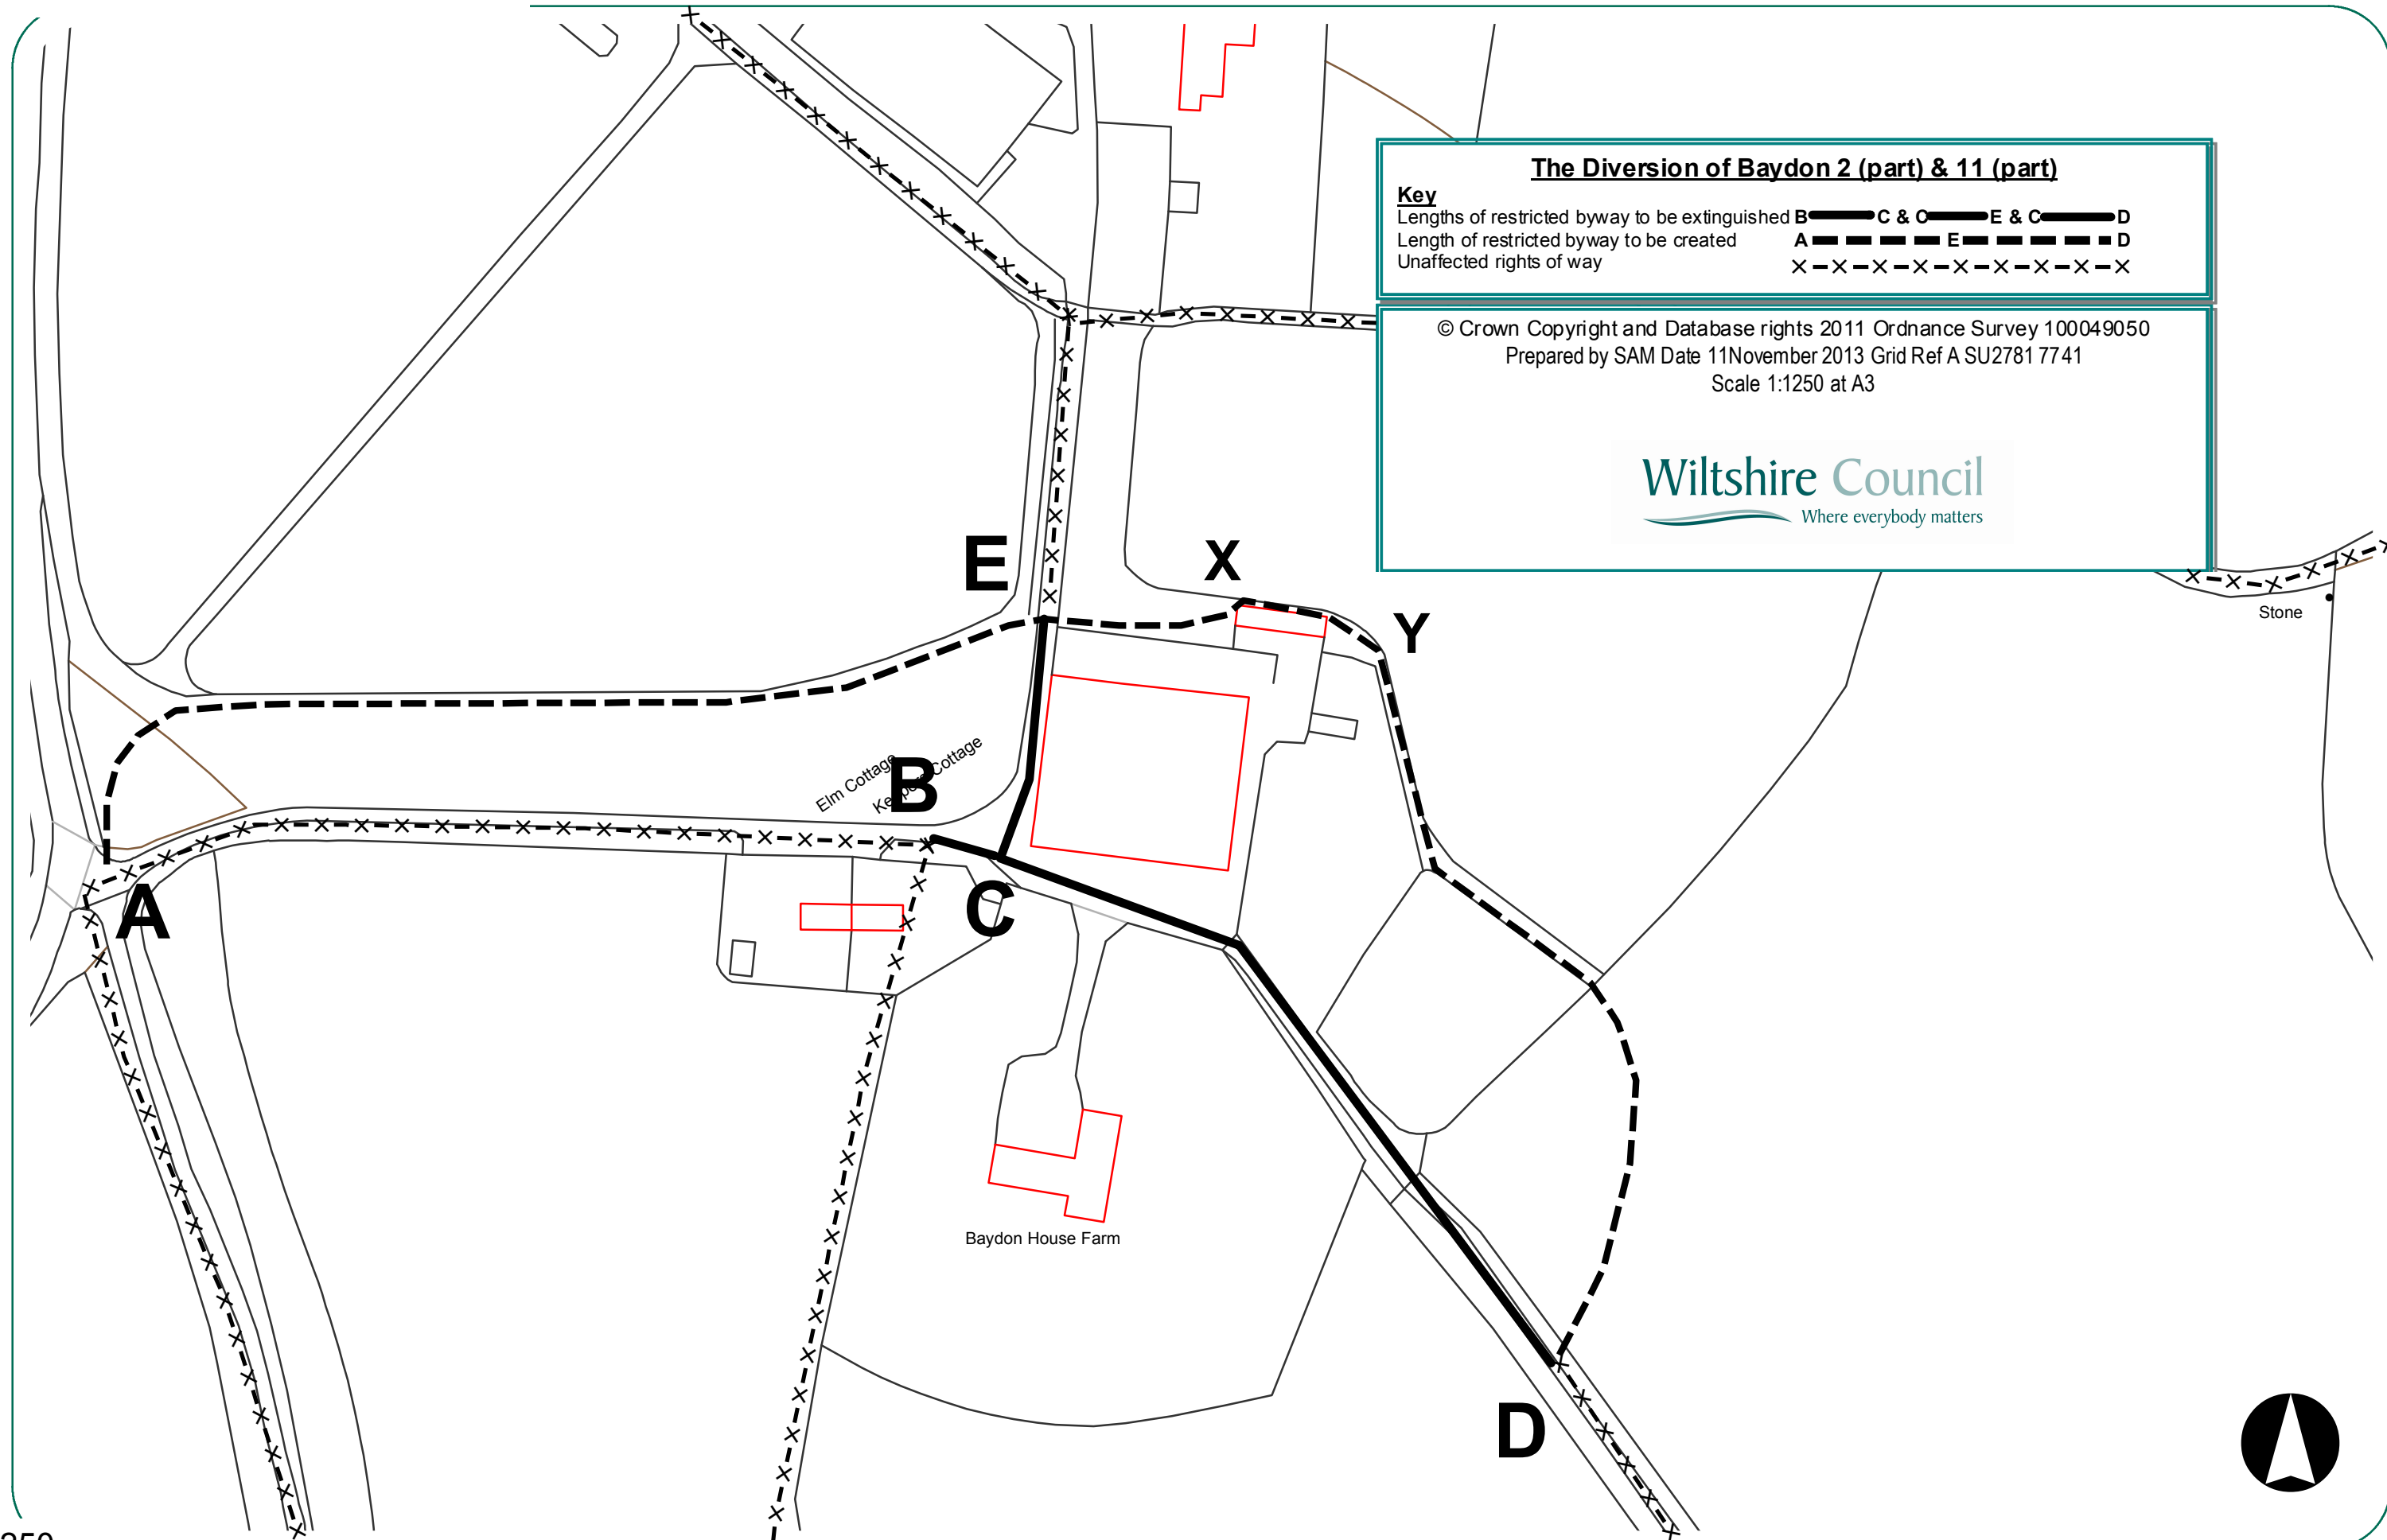 The Diversion of Baydon 2 (part) & 11 (part)
Key
Lengths of restricted byway to be extinguished B C & C E & C D
Length of restricted byway to be created A E D
Unaffected rights of way
© Crown Copyright and Database rights 2011 Ordnance Survey 100049050
Prepared by SAM Date 11November 2013 Grid Ref A SU2781 7741
Scale 1:1250 at A3
Wiltshire Council
Where everybody matters
E
X
Y
Stone
Elm Cottage
Cottage
B
A
C
Baydon House Farm
D